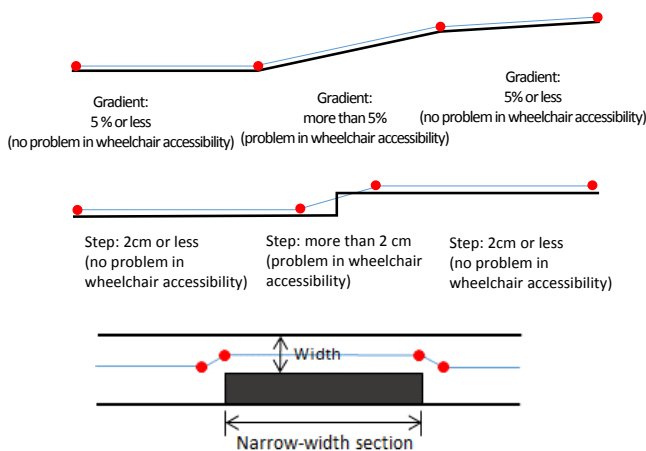 Gradient:
5 % or less
(no problem in wheelchair accessibility)
Gradient:
more than 5%
(problem in wheelchair accessibility)
Gradient:
5% or less
(no problem in wheelchair accessibility)
Step: 2cm or less
(no problem in
wheelchair accessibility)
Step: more than 2 cm
(problem in wheelchair
accessibility)
Step: 2cm or less
(no problem in
wheelchair accessibility)
Width
Narrow-width section